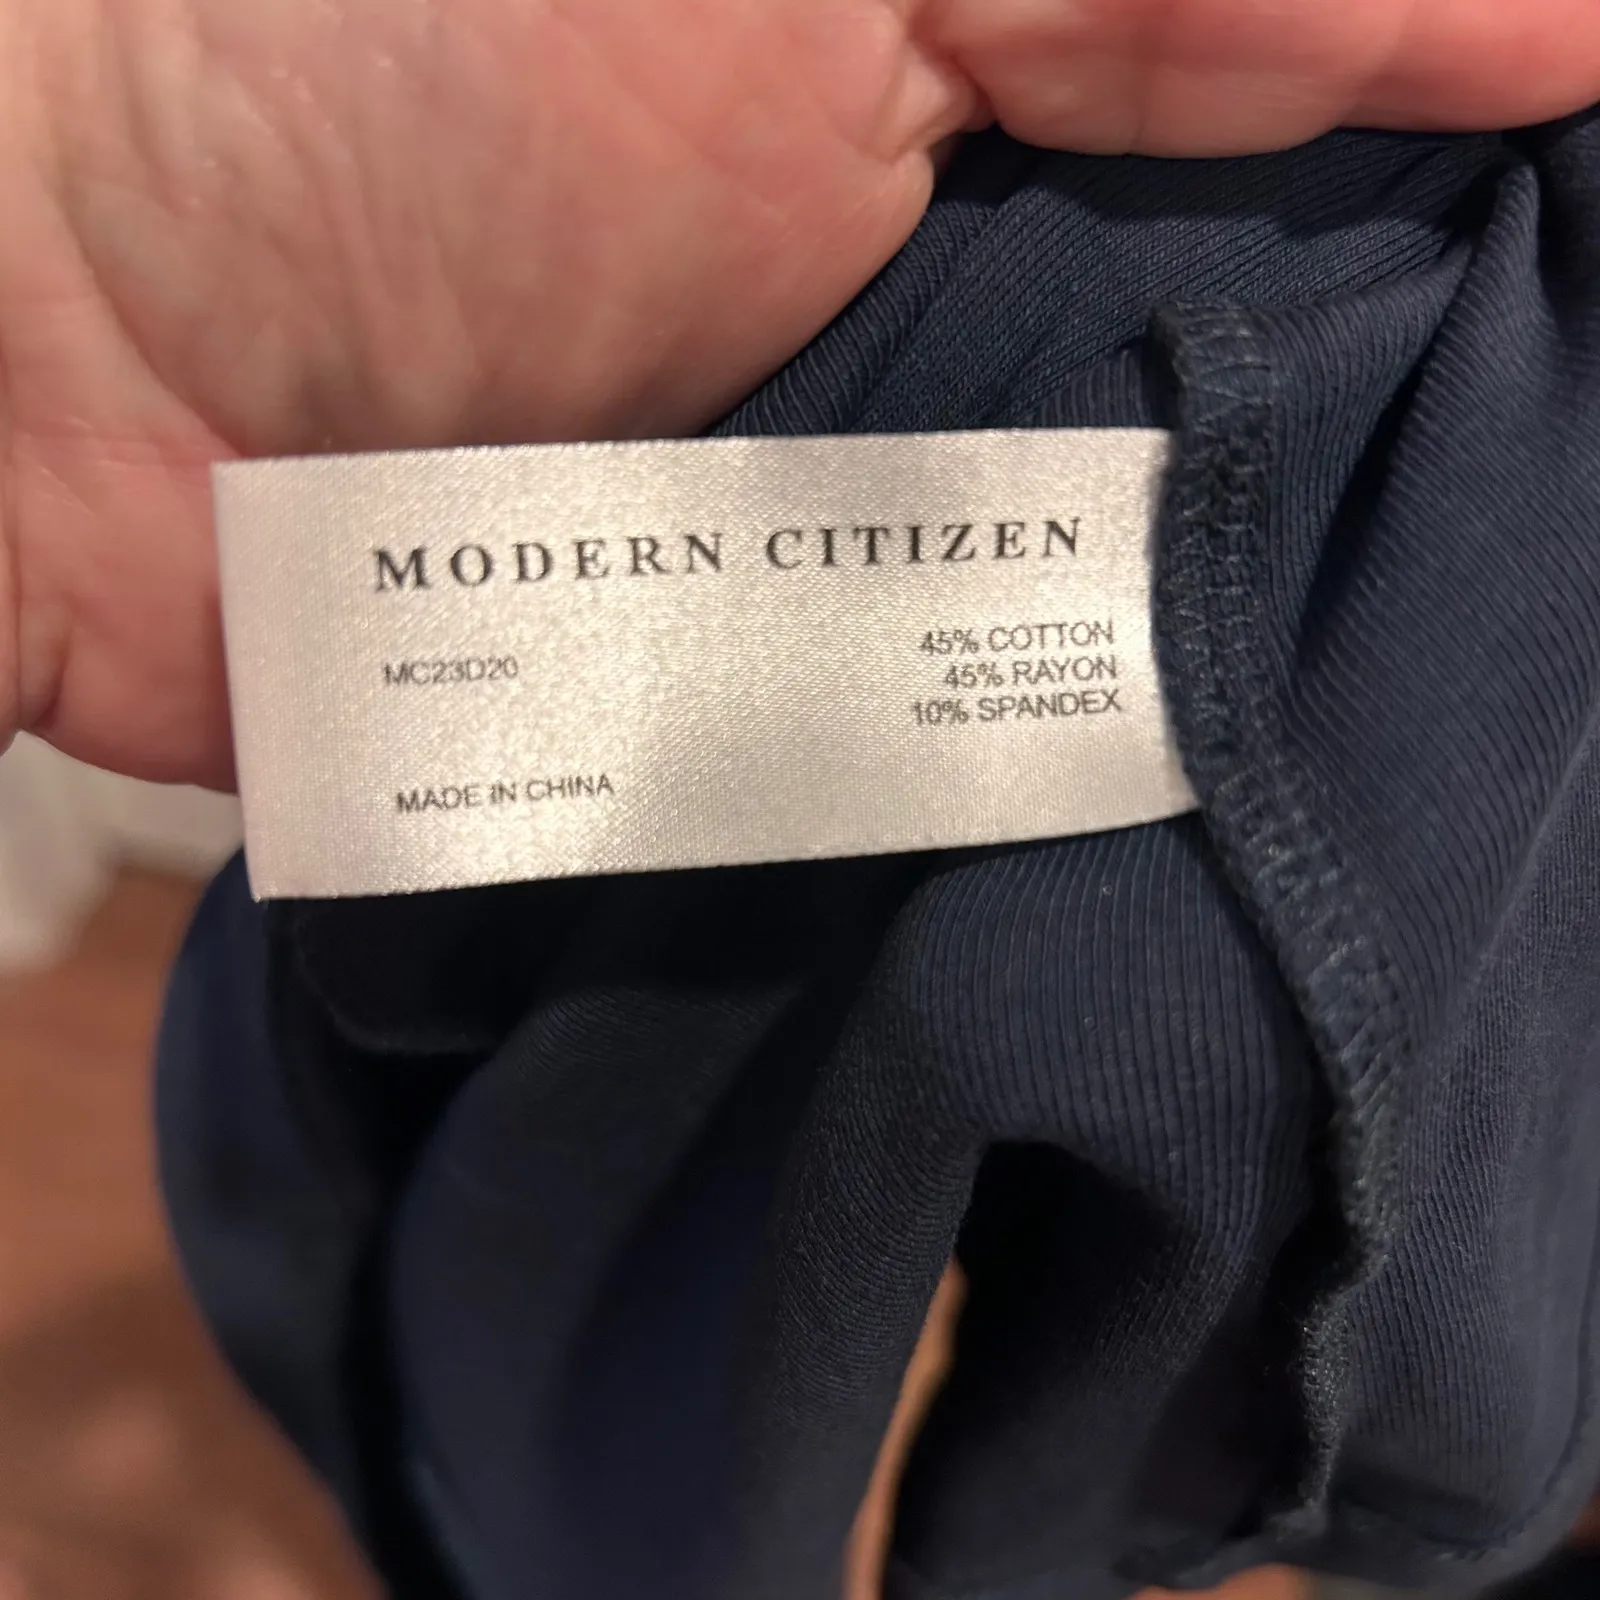 MODERN CITIZEN
MC23D20
45% COTTON
45% RAYON
10% SPANDEX
MADE IN CHINA